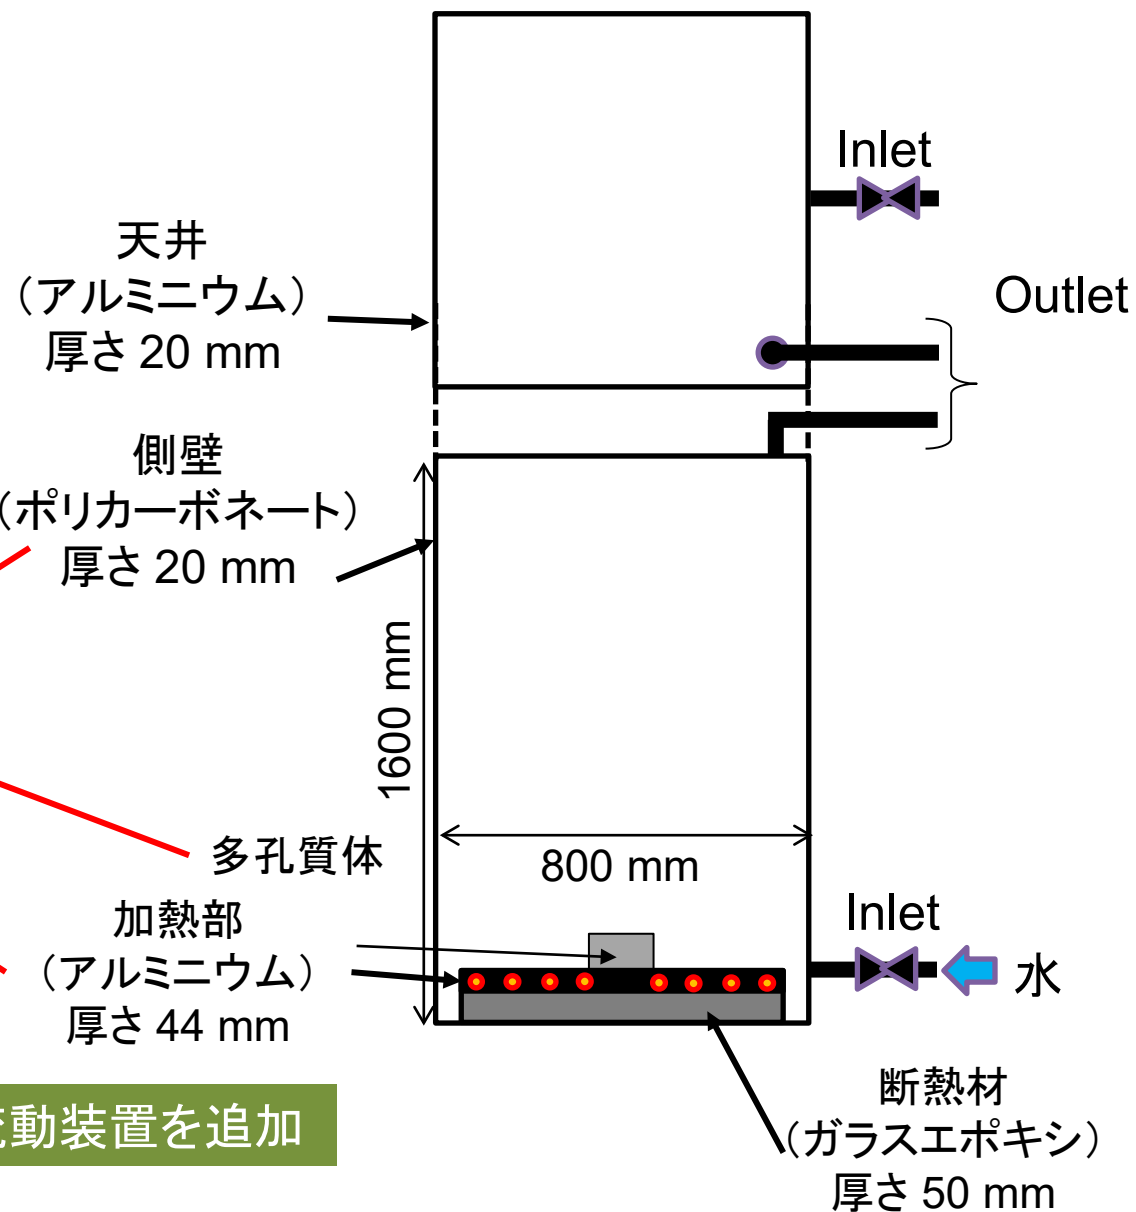 Inlet
天井
（アルミニウム）
厚さ 20 mm
Outlet
側壁
（ポリカーボネート）
厚さ 20 mm
1600 mm
800 mm
多孔質体
加熱部
（アルミニウム）
厚さ 44 mm
Inlet
水
動装置を追加
断熱材
（ガラスエポキシ）
厚さ 50 mm